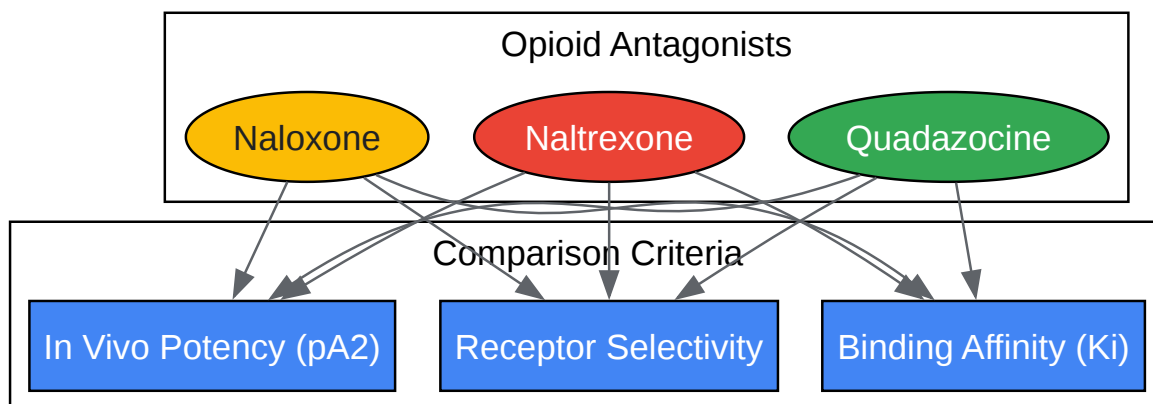 Opioid Antagonists
Naloxone
Naltrexone
Quadazocine
Comparison Criteria
In Vivo Potency (pA2)
Receptor Selectivity
Binding Affinity (Ki)